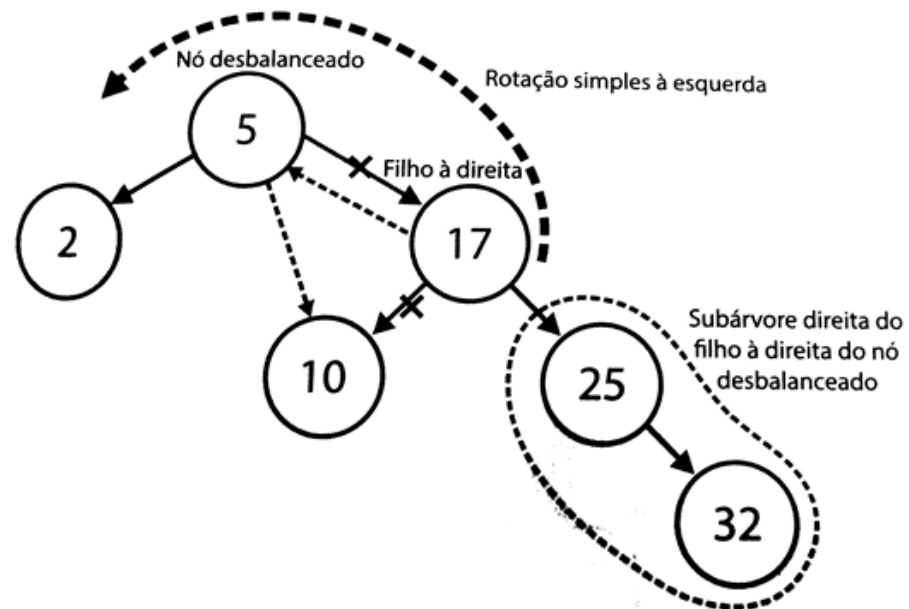 Nó desbalanceado
Rotação simples à esquerda
5
Filho à direita
2
17
Subárvore direita do
filho à direita do nó
desbalanceado
10
25
32